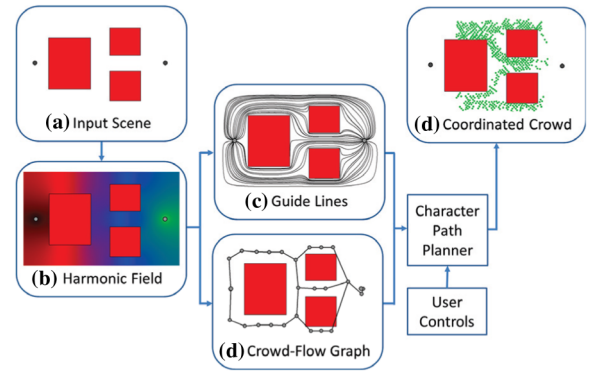 (a) Input Scene
(b) Harmonic Field
(c) Guide Lines
(d) Crowd-Flow Graph
Character
Path
Planner
User
Controls
(d) Coordinated Crowd